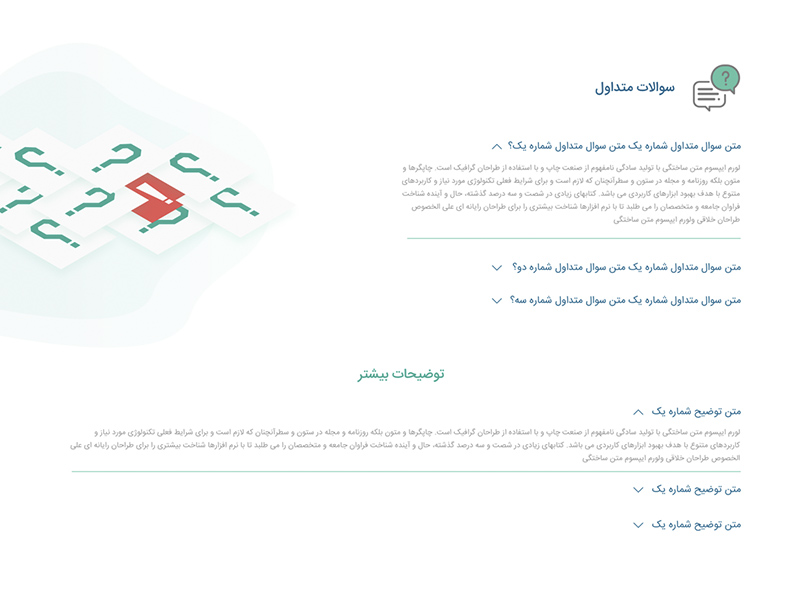 سوالات متداول
متن سوال متداول شماره یک متن سوال متداول شماره یک؟
لورم ایپسوم متن ساختگی با تولید سادگی نامفهوم از صنعت چاپ و با استفاده از طراحان گرافیک است. چاپگرها و
متون بلکه روزنامه و مجله در ستون و سطرآنچنان که لازم است و برای شرایط فعلی تکنولوژی مورد نیاز و کاربردهای
متنوع با هدف بهبود ابزارهای کاربردی می باشد. کتابهای زیادی در شصت و سه درصد گذشته، حال و آینده شناخت
فراوان جامعه و متخصصان را می طلبد تا با نرم افزارها شناخت بیشتری را برای طراحان رایانه ای علی الخصوص
طراحان خلاقی ولورم ایپسوم متن ساختگی
متن سوال متداول شماره یک متن سوال متداول شماره دو؟
متن سوال متداول شماره یک متن سوال متداول شماره سه؟
توضیحات بیشتر
متن توضیح شماره یک
لورم ایپسوم متن ساختگی با تولید سادگی نامفهوم از صنعت چاپ و با استفاده از طراحان گرافیک است. چاپگرها و متون بلکه روزنامه و مجله در ستون و سطرآنچنان که لازم است و برای شرایط فعلی تکنولوژی مورد نیاز و
کاربردهای متنوع با هدف بهبود ابزارهای کاربردی می باشد. کتابهای زیادی در شصت و سه درصد گذشته، حال و آینده شناخت فراوان جامعه و متخصصان را می طلبد تا با نرم افزارها شناخت بیشتری را برای طراحان رایانه ای علی
الخصوص طراحان خلاقی ولورم ایپسوم متن ساختگی
متن توضیح شماره یک
متن توضیح شماره یک